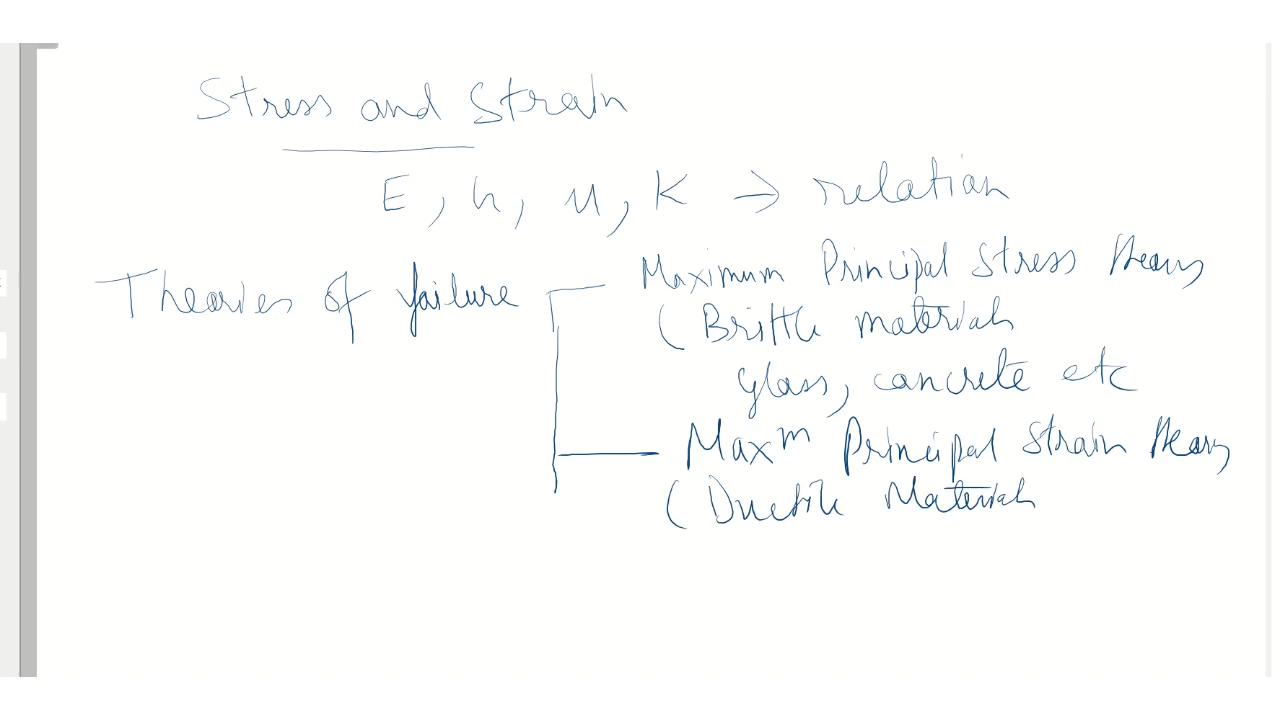 Stress and Strain
E, G, μ, K → relation
Theories of failure
Maximum Principal Stress theory
(Brittle materials
glass, concrete etc
Maxᵐ Principal Strain theory
(Ductile Materials